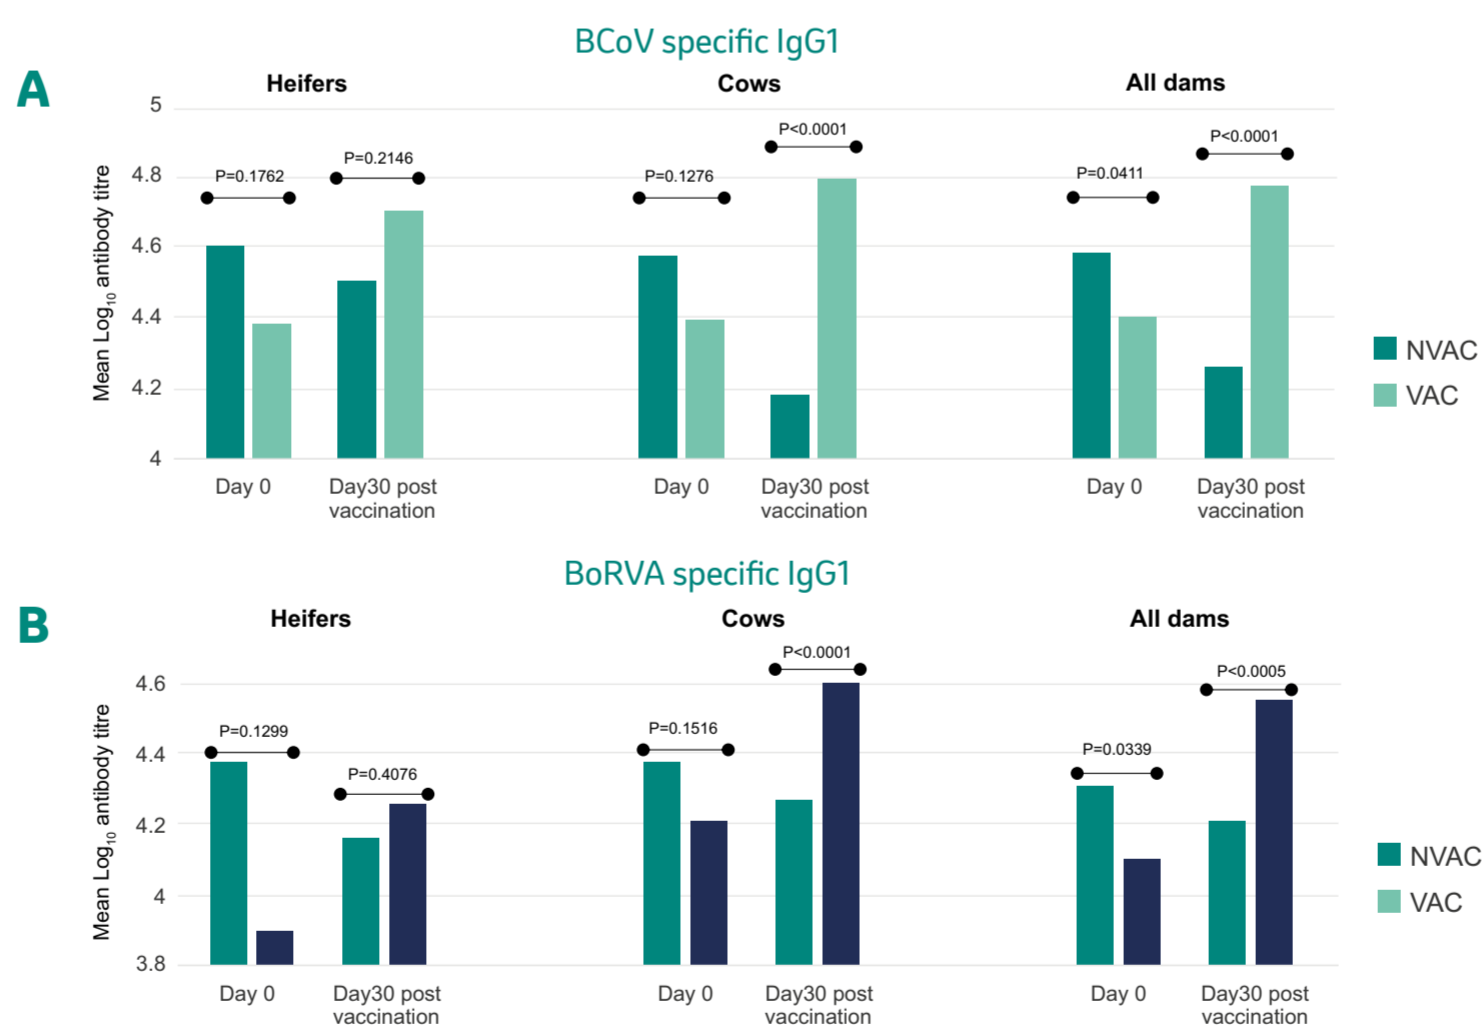 BCoV specific IgG1
A
Heifers
Cows
All dams
Mean Log₁₀ antibody titre
5
4.8
4.6
4.4
4.2
4
P=0.1762
P=0.2146
P=0.1276
P<0.0001
P=0.0411
P<0.0001
Day 0
Day30 post
vaccination
Day 0
Day30 post
vaccination
Day 0
Day30 post
vaccination
NVAC
VAC
BoRVA specific IgG1
B
Heifers
Cows
All dams
Mean Log₁₀ antibody titre
4.6
4.4
4.2
4
3.8
P=0.1299
P=0.4076
P=0.1516
P<0.0001
P=0.0339
P<0.0005
Day 0
Day30 post
vaccination
Day 0
Day30 post
vaccination
Day 0
Day30 post
vaccination
NVAC
VAC